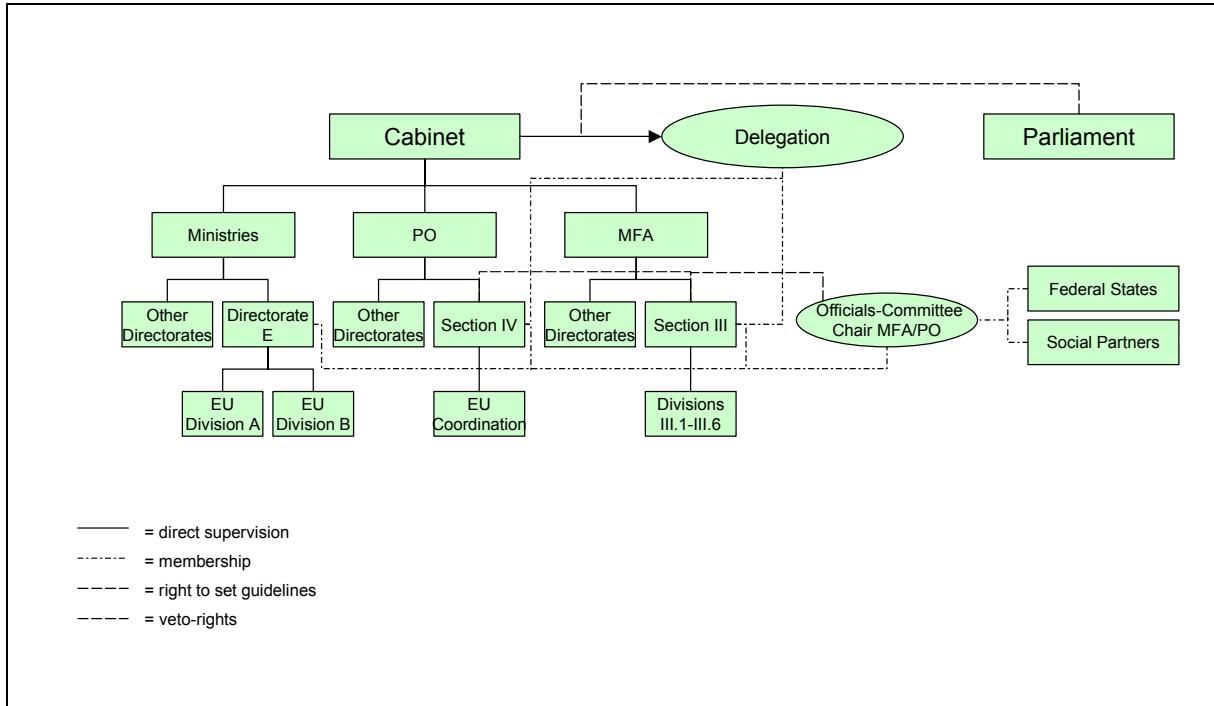 Cabinet
Delegation
Parliament
Ministries
PO
MFA
Other
Directorates
Directorate
E
Other
Directorates
Section IV
Other
Directorates
Section III
Officials-Committee
Chair MFA/PO
Federal States
Social Partners
EU
Division A
EU
Division B
EU
Coordination
Divisions
III.1-III.6
= direct supervision
= membership
= right to set guidelines
= veto-rights